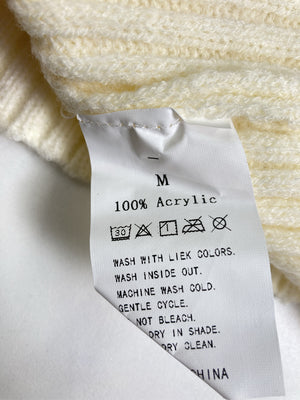 M
100% Acrylic
30
WASH WITH LIEK COLORS.
WASH INSIDE OUT.
MACHINE WASH COLD.
GENTLE CYCLE.
NOT BLEACH.
DRY IN SHADE.
DRY CLEAN.
CHINA